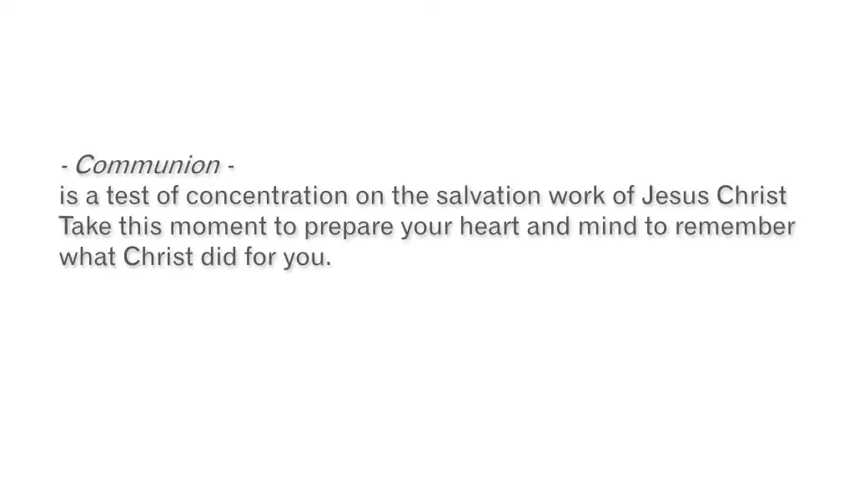 - Communion -
is a test of concentration on the salvation work of Jesus Christ
Take this moment to prepare your heart and mind to remember
what Christ did for you.